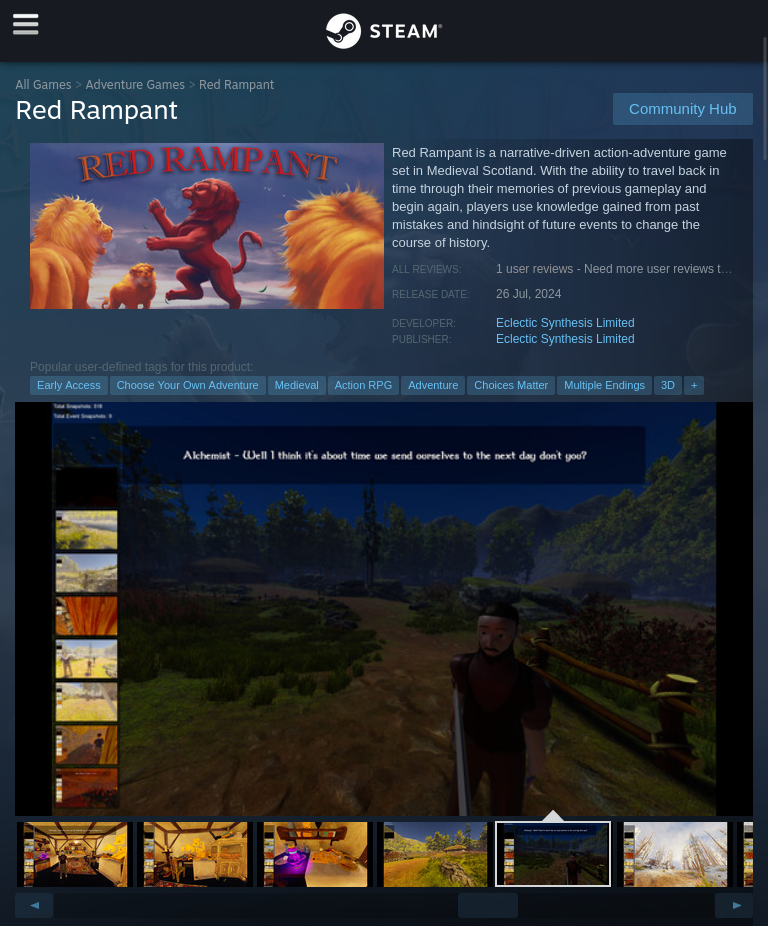 STEAM®
All Games > Adventure Games > Red Rampant
Red Rampant
Community Hub
RED RAMPANT
Red Rampant is a narrative-driven action-adventure game
set in Medieval Scotland. With the ability to travel back in
time through their memories of previous gameplay and
begin again, players use knowledge gained from past
mistakes and hindsight of future events to change the
course of history.
ALL REVIEWS: 1 user reviews - Need more user reviews t…
RELEASE DATE: 26 Jul, 2024
DEVELOPER: Eclectic Synthesis Limited
PUBLISHER: Eclectic Synthesis Limited
Popular user-defined tags for this product:
Early Access Choose Your Own Adventure Medieval Action RPG Adventure Choices Matter Multiple Endings 3D +
Total Snapshots:
Total Event Snapshots:
Alchemist - Well I think it's about time we send ourselves to the next day don't you?